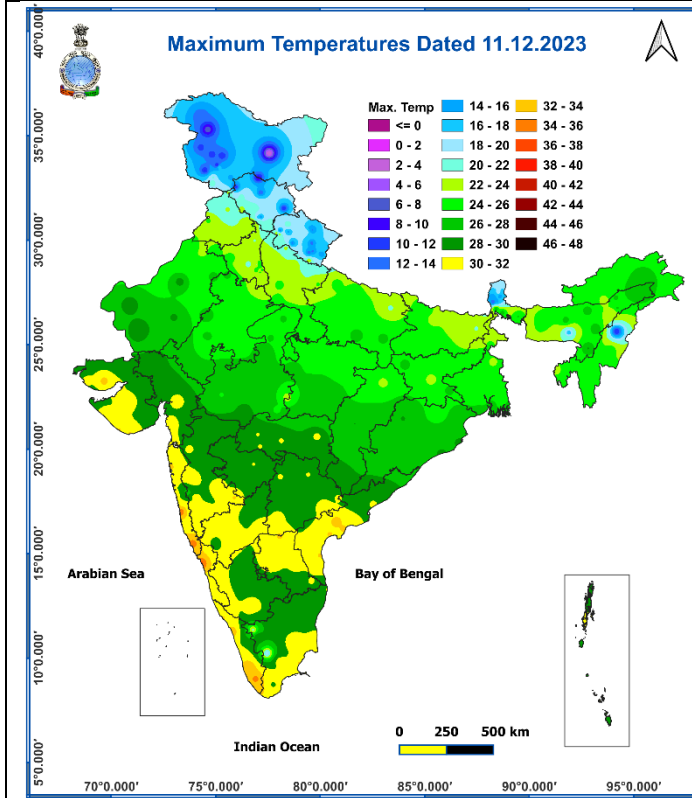 Maximum Temperatures Dated 11.12.2023
Max. Temp
<= 0
0 - 2
2 - 4
4 - 6
6 - 8
8 - 10
10 - 12
12 - 14
14 - 16
16 - 18
18 - 20
20 - 22
22 - 24
24 - 26
26 - 28
28 - 30
30 - 32
32 - 34
34 - 36
36 - 38
38 - 40
40 - 42
42 - 44
44 - 46
46 - 48
40°0.000'
35°0.000'
30°0.000'
25°0.000'
20°0.000'
15°0.000'
10°0.000'
5°0.000'
Arabian Sea
Bay of Bengal
Indian Ocean
0 250 500 km
70°0.000' 75°0.000' 80°0.000' 85°0.000' 90°0.000' 95°0.000'